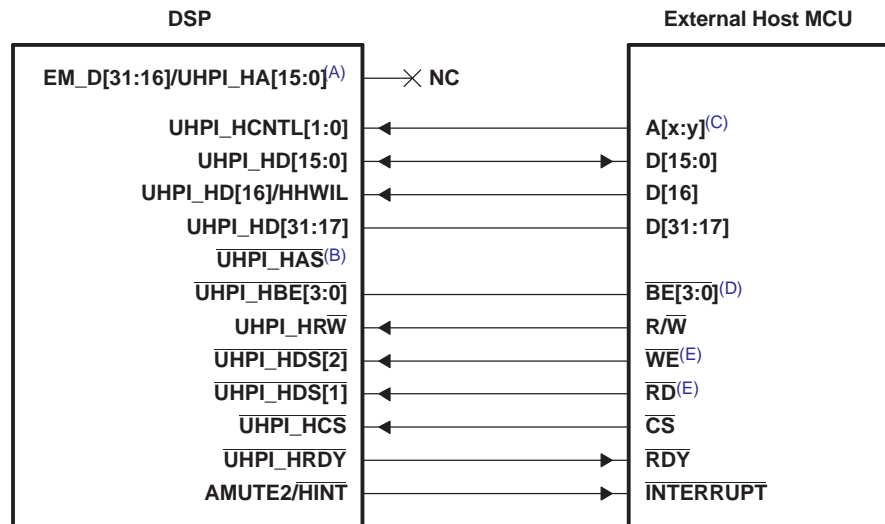 DSP External Host MCU
EM_D[31:16]/UHPI_HA[15:0](A) NC
UHPI_HCNTL[1:0] A[x:y](C)
UHPI_HD[15:0] D[15:0]
UHPI_HD[16]/HHWIL D[16]
UHPI_HD[31:17] D[31:17]
UHPI_HAS(B)
UHPI_HBE[3:0] BE[3:0](D)
UHPI_HRW R/W
UHPI_HDS[2] WE(E)
UHPI_HDS[1] RD(E)
UHPI_HCS CS
UHPI_HRDY RDY
AMUTE2/HINT INTERRUPT